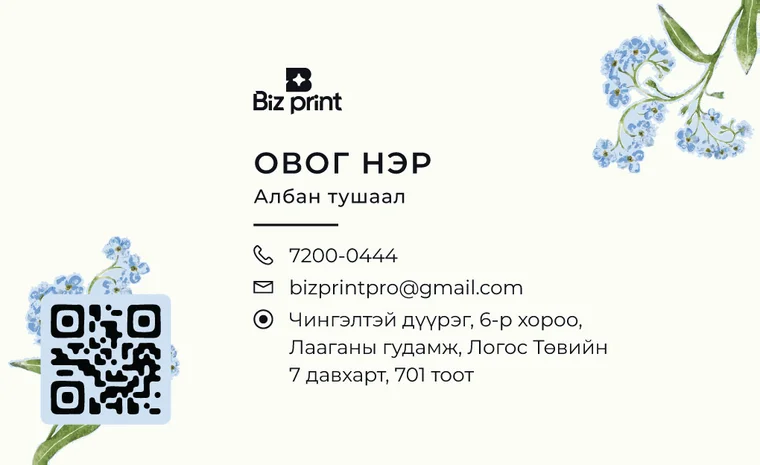 Biz print
ОВОГ НЭР
Албан тушаал
7200-0444
bizprintpro@gmail.com
Чингэлтэй дүүрэг, 6-р хороо,
Лааганы гудамж, Логос Төвийн
7 давхарт, 701 тоот